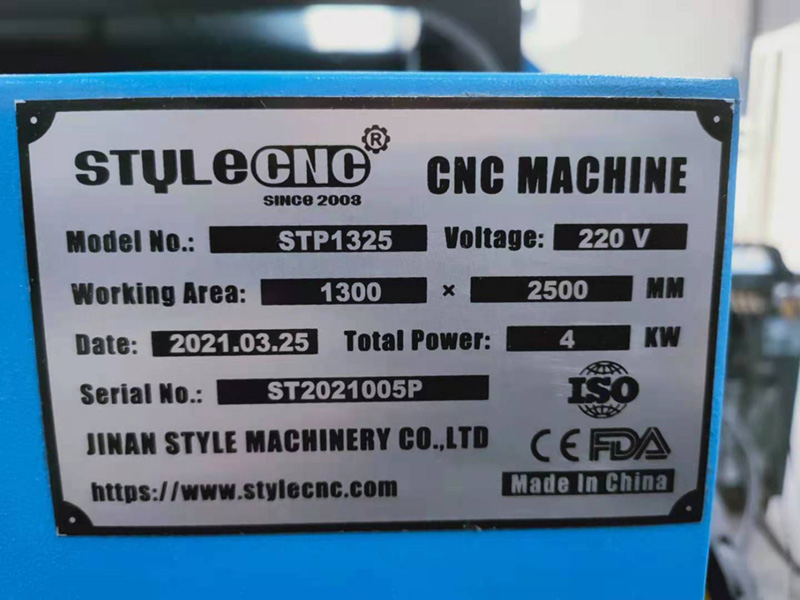 STYLECNC®
SINCE 2003
CNC MACHINE
Model No.: STP1325 Voltage: 220 V
Working Area: 1300 × 2500 MM
Date: 2021.03.25 Total Power: 4 KW
Serial No.: ST2021005P
ISO
JINAN STYLE MACHINERY CO.,LTD
CE FDA
https://www.stylecnc.com
Made In China